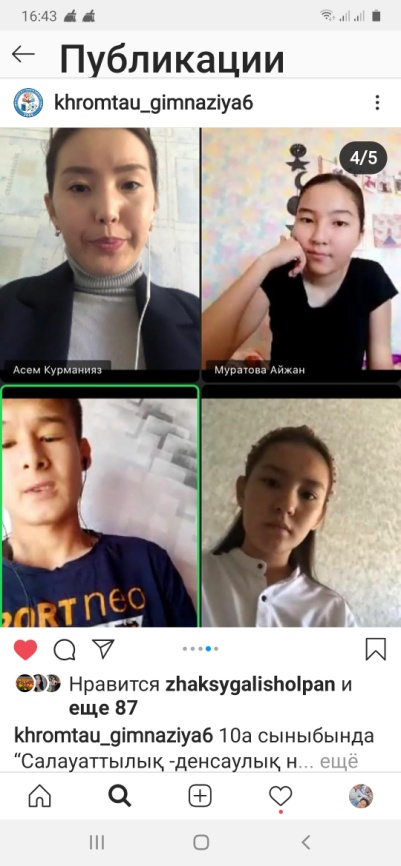 16:43
Публикации
khromtau_gimnaziya6
4/5
Асем Курманияз
Муратова Айжан
PORT neo
Нравится zhaksygalisholpan и
еще 87
khromtau_gimnaziya6 10а сыныбында
“Салауаттылық -денсаулық н... ещё